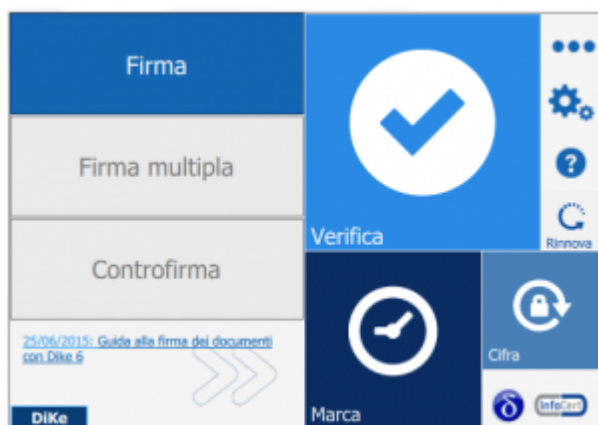 Firma
Firma multipla
Controfirma
25/06/2015: Guida alla firma dei documenti
con Dike 6
DiKe
Verifica
Marca
Rinnova
Cifra
InfoCert